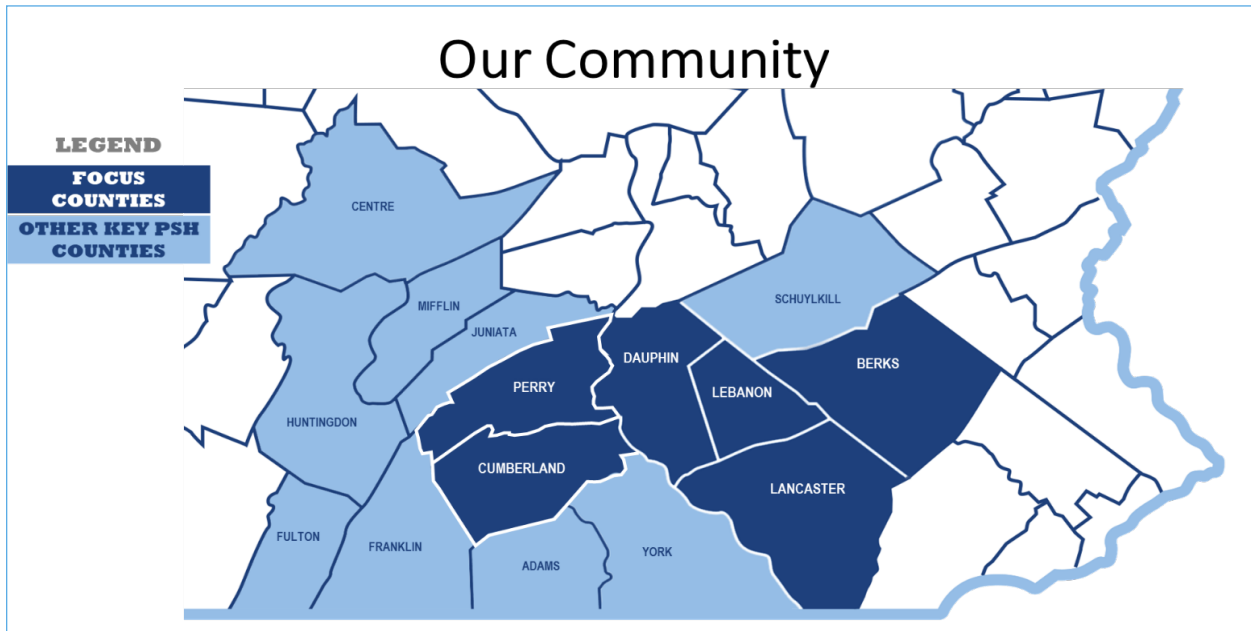 Our Community
LEGEND
FOCUS
COUNTIES
OTHER KEY PSH
COUNTIES
CENTRE
MIFFLIN
SCHUYLKILL
JUNIATA
DAUPHIN
BERKS
PERRY
LEBANON
HUNTINGDON
CUMBERLAND
LANCASTER
FULTON
FRANKLIN
YORK
ADAMS